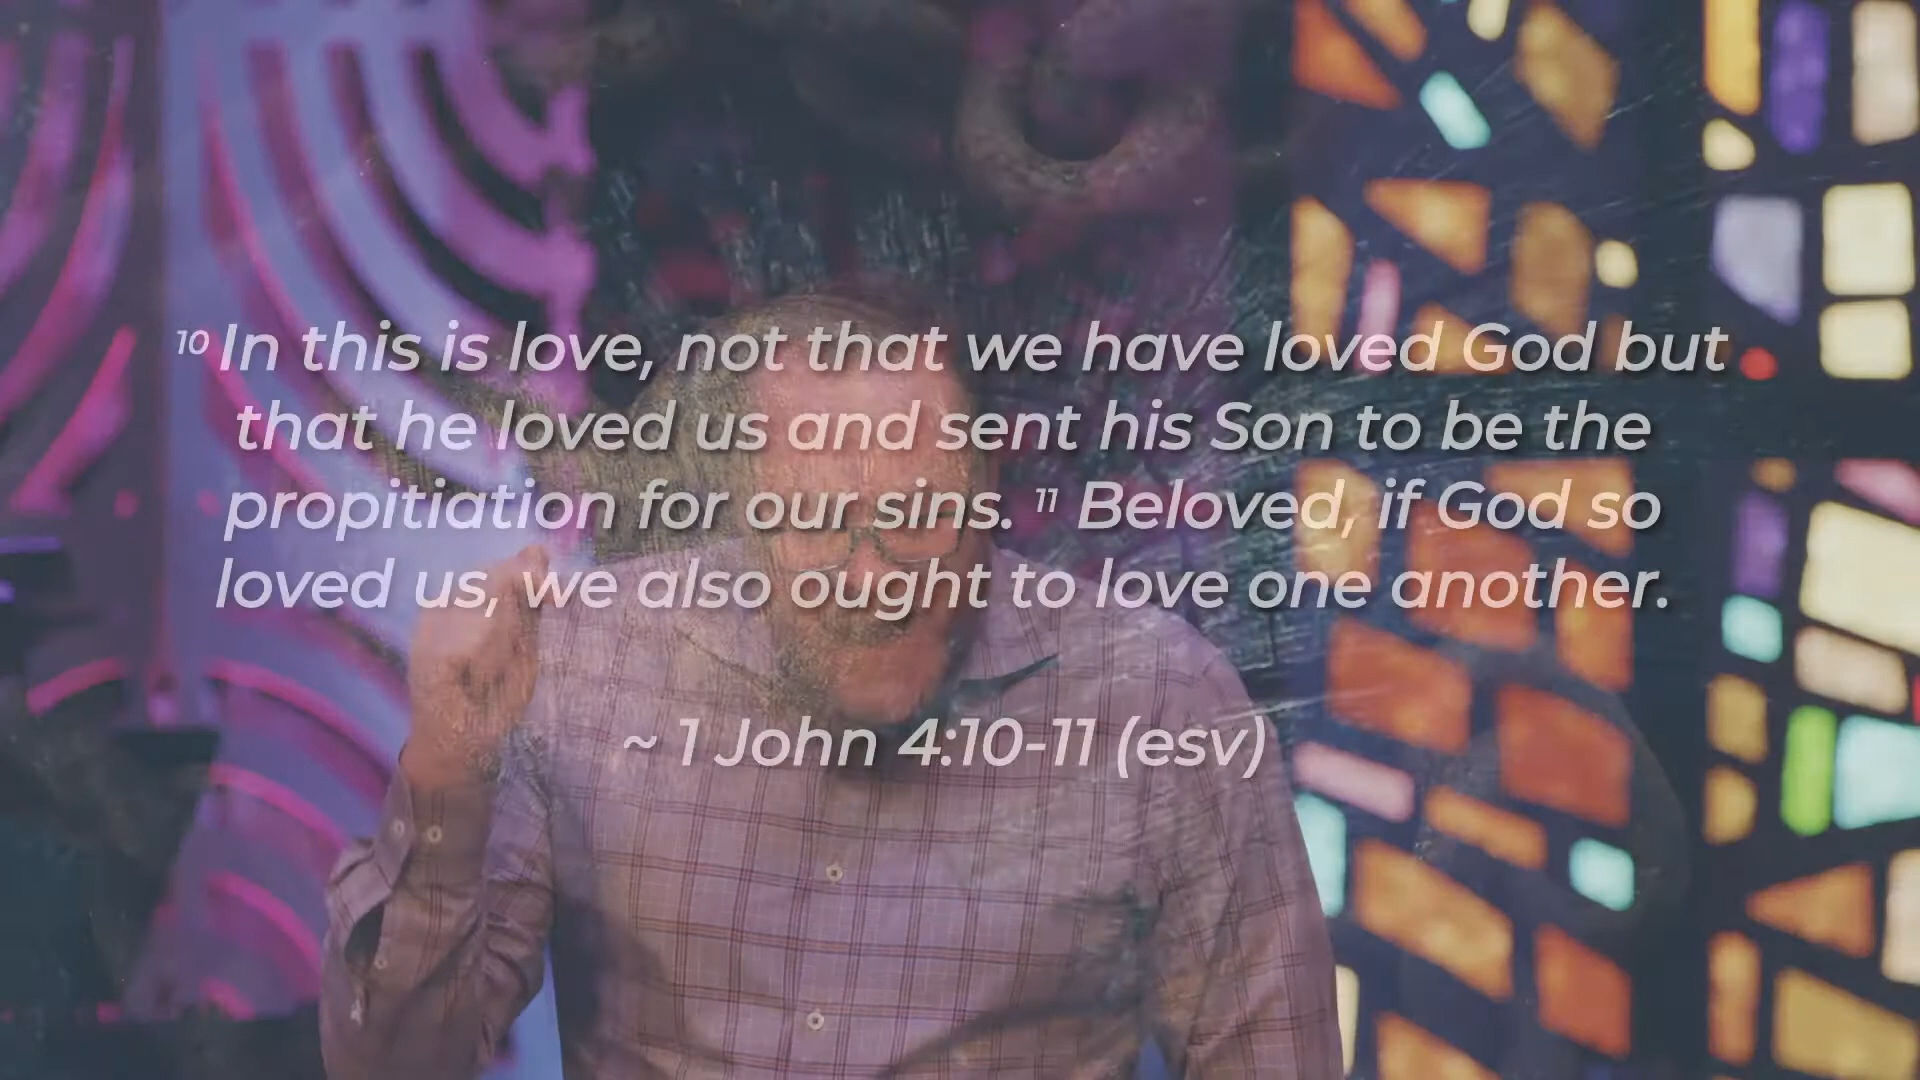 10 In this is love, not that we have loved God but
that he loved us and sent his Son to be the
propitiation for our sins. 11 Beloved, if God so
loved us, we also ought to love one another.
~ 1 John 4:10-11 (esv)